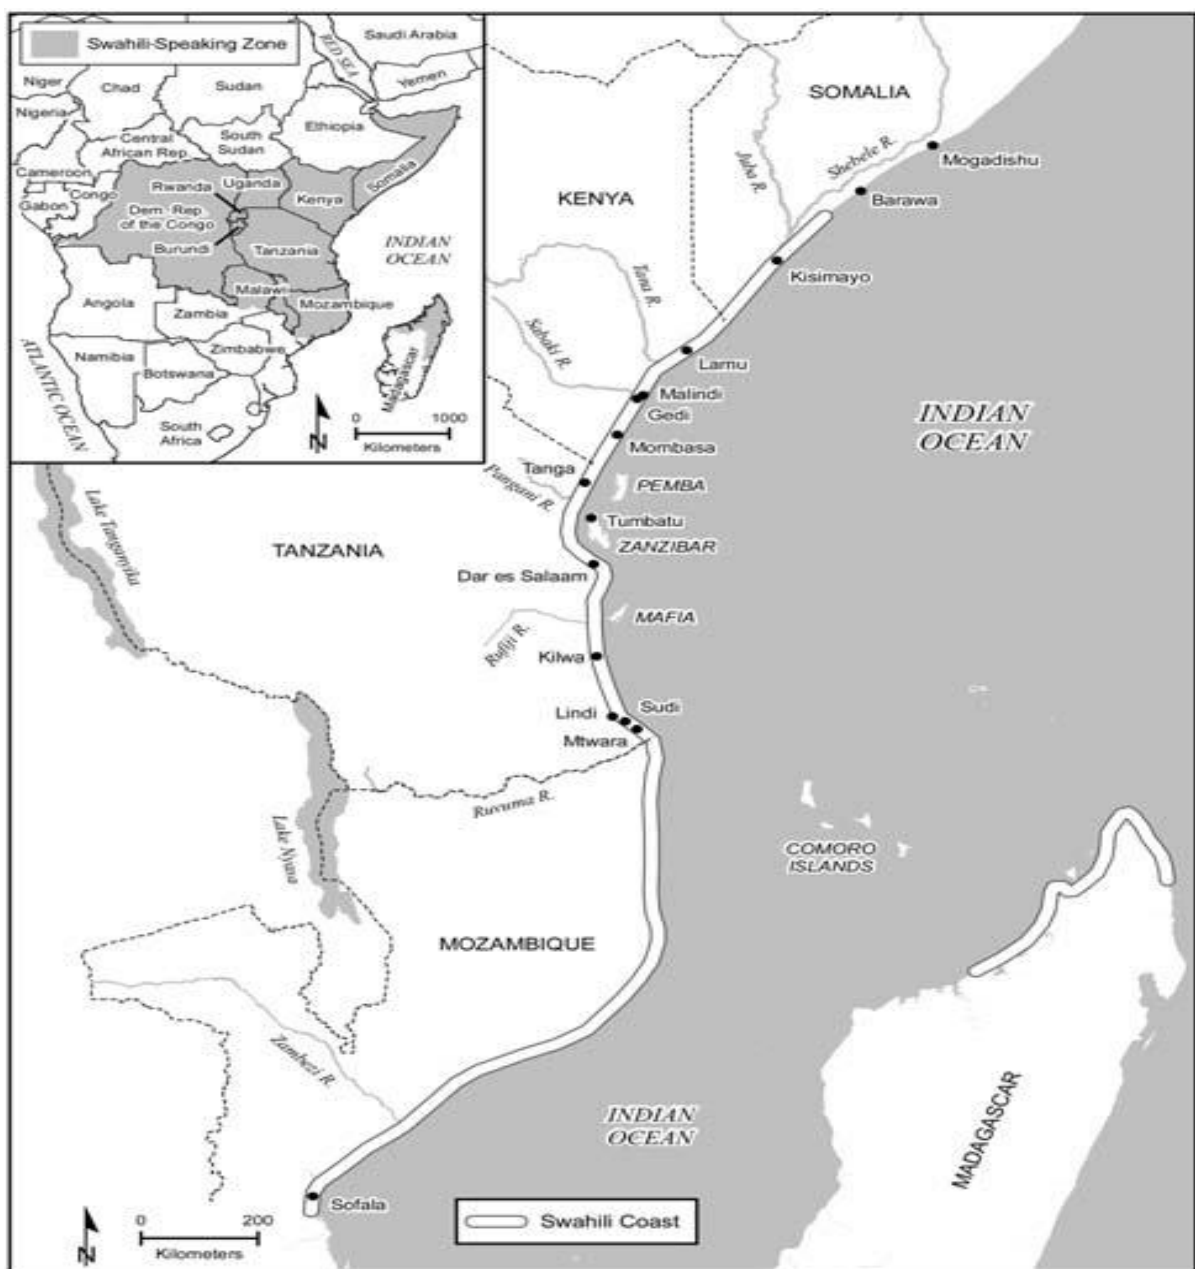 Swahili-Speaking Zone
RED SEA
Saudi Arabia
Yemen
Niger
Chad
Sudan
Nigeria
Ethiopia
South
Sudan
Central
African Rep.
Cameroon
Rwanda
Uganda
Somalia
Congo
Kenya
Gabon
Dem. Rep
of the Congo
Burundi
Tanzania
INDIAN
OCEAN
Malawi
Angola
Mozambique
Zambia
Zimbabwe
Namibia
Botswana
Madagascar
ATLANTIC OCEAN
South
Africa
N
0 1000
Kilometers
SOMALIA
Juba R.
Shebele R.
Mogadishu
Barawa
KENYA
Kisimayo
Tana R.
Sabaki R.
Lamu
Malindi
Gedi
Mombasa
INDIAN
OCEAN
Tanga
Pangani R.
PEMBA
Tumbatu
ZANZIBAR
Lake Tanganyika
TANZANIA
Dar es Salaam
MAFIA
Rufiji R.
Kilwa
Lindi
Sudi
Mtwara
Ruvuma R.
Lake Nyasa
COMORO
ISLANDS
MOZAMBIQUE
Zambezi R.
MADAGASCAR
INDIAN
OCEAN
Sofala
N
0 200
Kilometers
Swahili Coast